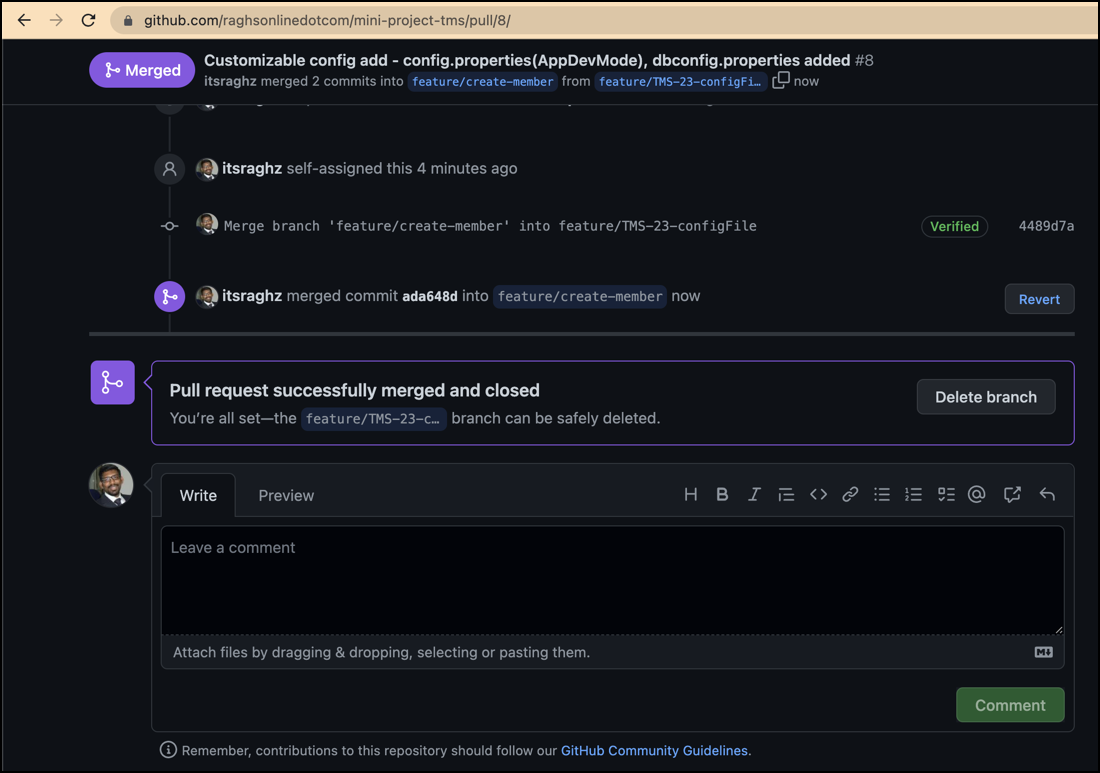 github.com/raghsonlinedotcom/mini-project-tms/pull/8/
Merged
Customizable config add - config.properties(AppDevMode), dbconfig.properties added #8
itsraghz merged 2 commits into feature/create-member from feature/TMS-23-configFi… now
itsraghz self-assigned this 4 minutes ago
Merge branch 'feature/create-member' into feature/TMS-23-configFile Verified 4489d7a
itsraghz merged commit ada648d into feature/create-member now Revert
Pull request successfully merged and closed
You're all set—the feature/TMS-23-c… branch can be safely deleted.
Delete branch
Write Preview
Leave a comment
Attach files by dragging & dropping, selecting or pasting them.
Comment
Remember, contributions to this repository should follow our GitHub Community Guidelines.